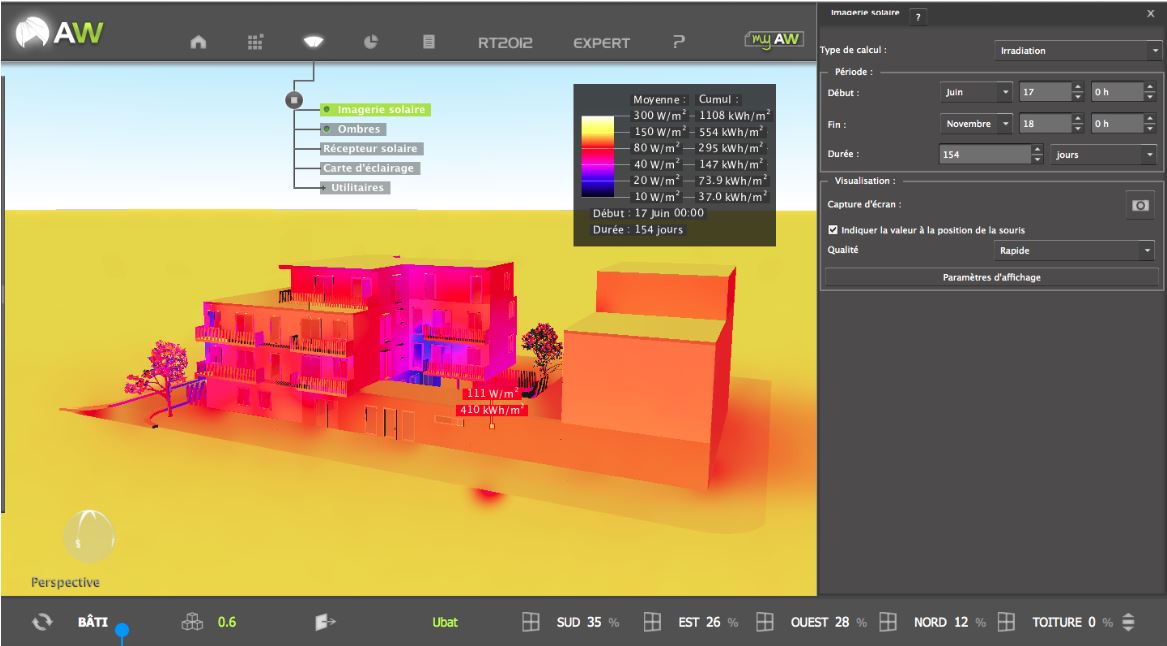 AW
RT2012
EXPERT
?
my AW
Imagerie solaire
Ombres
Récepteur solaire
Carte d'éclairage
+ Utilitaires
Moyenne : Cumul :
300 W/m² 1108 kWh/m²
150 W/m² 554 kWh/m²
80 W/m² 295 kWh/m²
40 W/m² 147 kWh/m²
20 W/m² 73.9 kWh/m²
10 W/m² 37.0 kWh/m²
Début : 17 Juin 00:00
Durée : 154 jours
111 W/m²
410 kWh/m²
Perspective
Imagerie solaire ? X
Type de calcul : Irradiation
Période :
Début : Juin 17 0 h
Fin : Novembre 18 0 h
Durée : 154 jours
Visualisation :
Capture d'écran :
Indiquer la valeur à la position de la souris
Qualité Rapide
Paramètres d'affichage
BÂTI 0.6 Ubat SUD 35 % EST 26 % OUEST 28 % NORD 12 % TOITURE 0 %